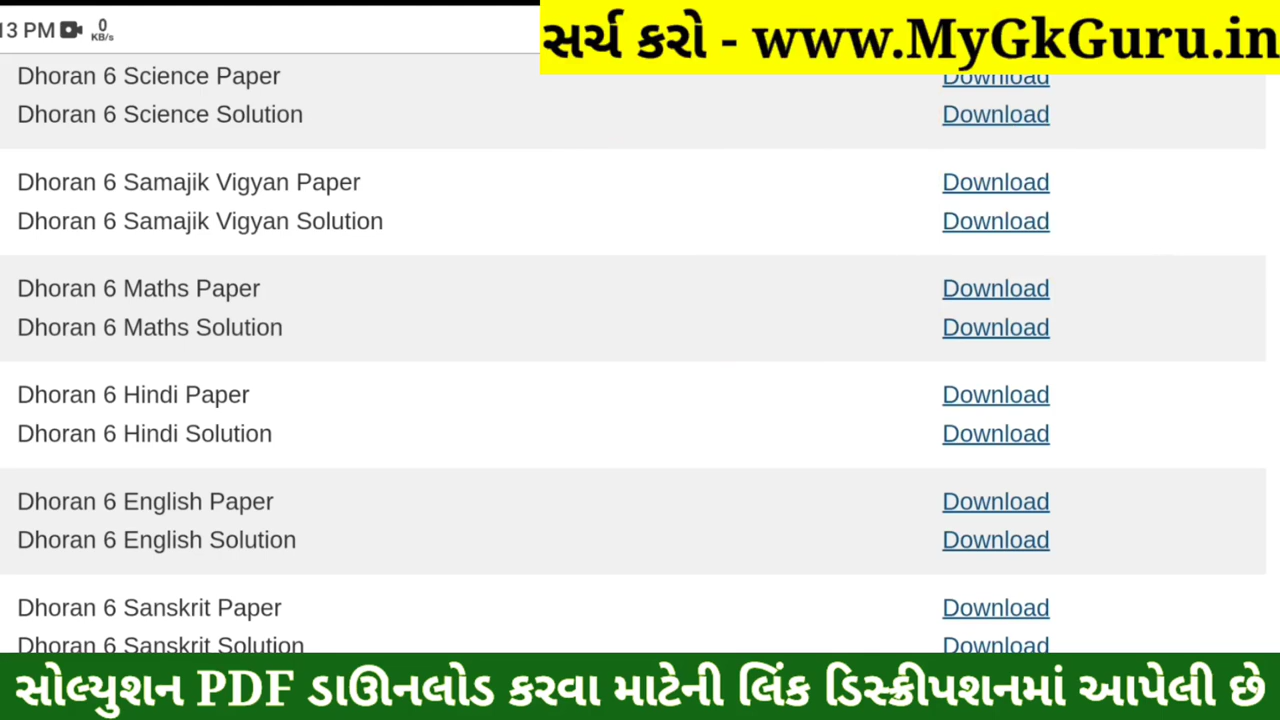 13 PM 0 KB/s
સર્ચ કરો - www.MyGkGuru.in
Dhoran 6 Science Paper Download
Dhoran 6 Science Solution Download
Dhoran 6 Samajik Vigyan Paper Download
Dhoran 6 Samajik Vigyan Solution Download
Dhoran 6 Maths Paper Download
Dhoran 6 Maths Solution Download
Dhoran 6 Hindi Paper Download
Dhoran 6 Hindi Solution Download
Dhoran 6 English Paper Download
Dhoran 6 English Solution Download
Dhoran 6 Sanskrit Paper Download
Dhoran 6 Sanskrit Solution Download
સોલ્યુશન PDF ડાઊનલોડ કરવા માટેની લિંક ડિસ્ક્રીપશનમાં આપેલી છે